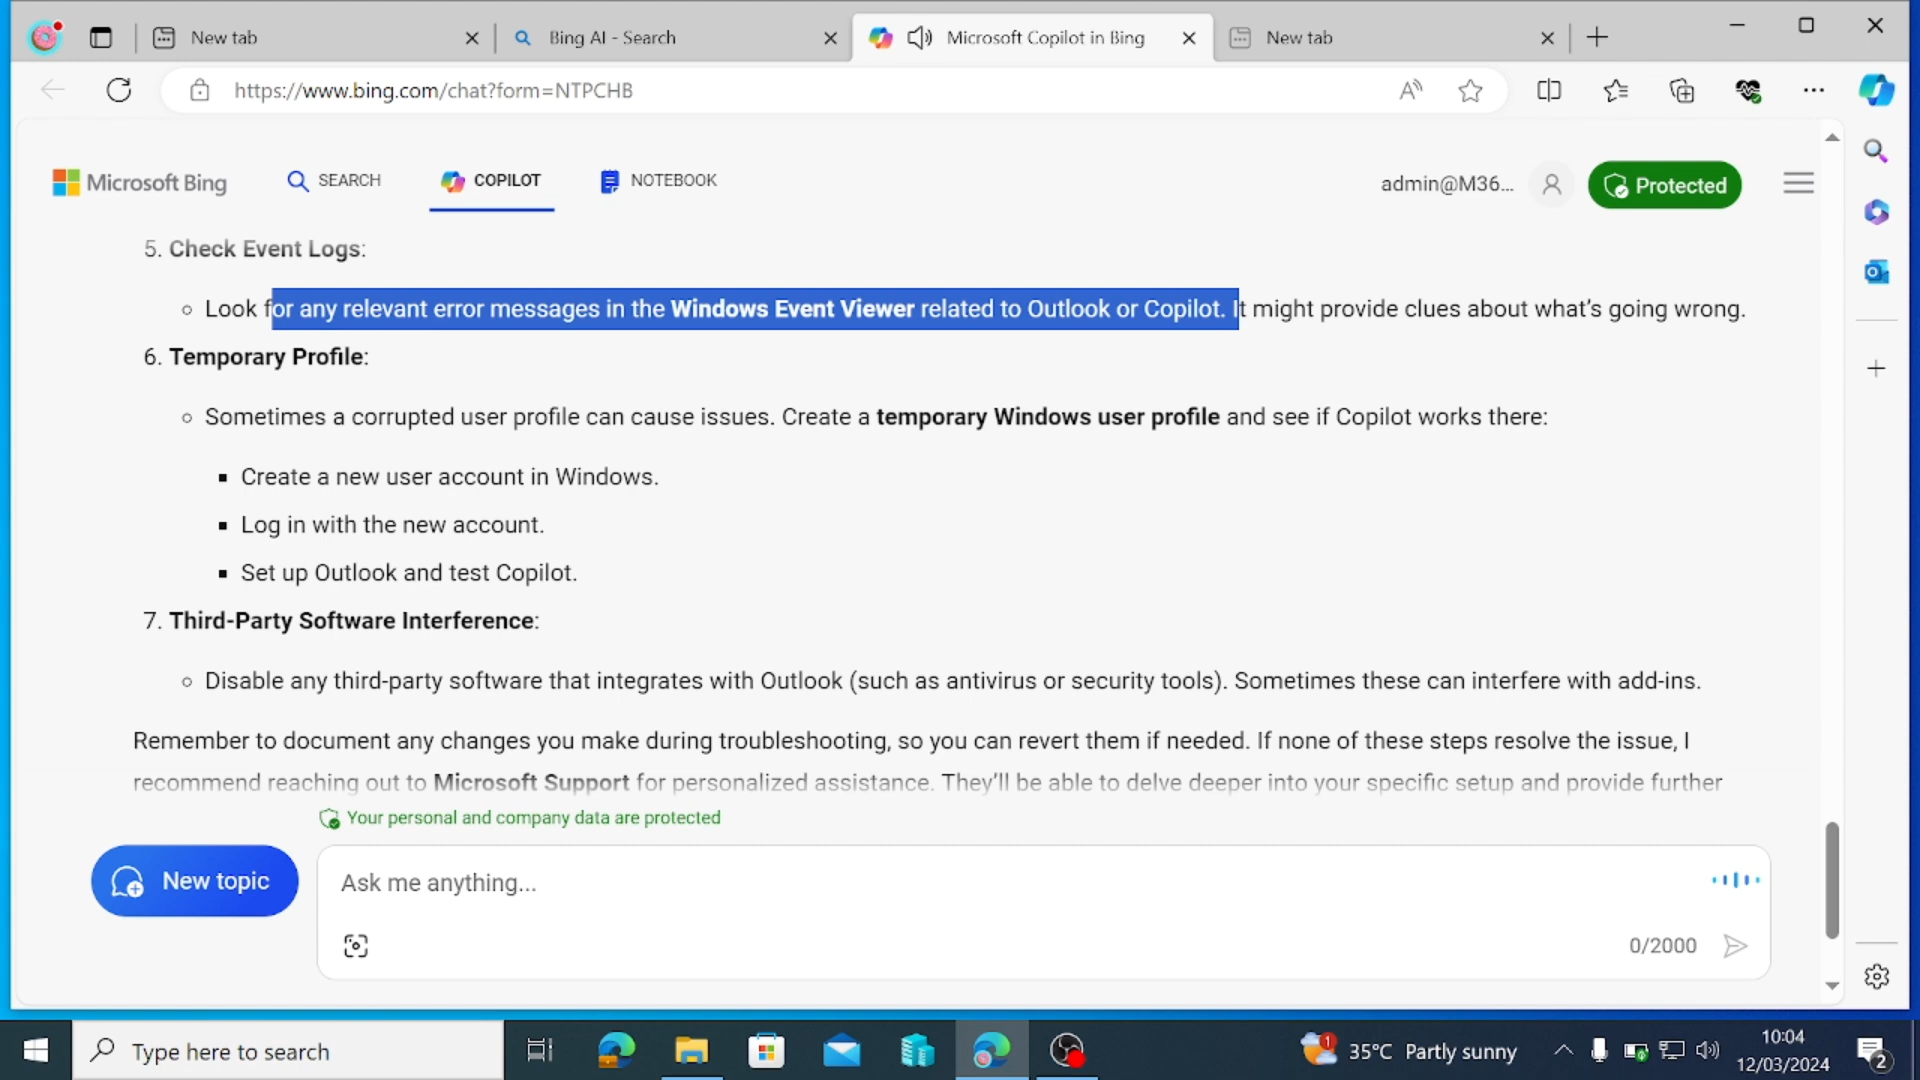 New tab
Bing AI - Search
Microsoft Copilot in Bing
New tab
https://www.bing.com/chat?form=NTPCHB
Microsoft Bing
SEARCH
COPILOT
NOTEBOOK
admin@M36...
Protected
5. Check Event Logs:
Look for any relevant error messages in the Windows Event Viewer related to Outlook or Copilot. It might provide clues about what’s going wrong.
6. Temporary Profile:
Sometimes a corrupted user profile can cause issues. Create a temporary Windows user profile and see if Copilot works there:
Create a new user account in Windows.
Log in with the new account.
Set up Outlook and test Copilot.
7. Third-Party Software Interference:
Disable any third-party software that integrates with Outlook (such as antivirus or security tools). Sometimes these can interfere with add-ins.
Remember to document any changes you make during troubleshooting, so you can revert them if needed. If none of these steps resolve the issue, I
recommend reaching out to Microsoft Support for personalized assistance. They’ll be able to delve deeper into your specific setup and provide further
Your personal and company data are protected
New topic
Ask me anything...
0/2000
Type here to search
1
35°C Partly sunny
10:04
12/03/2024
2